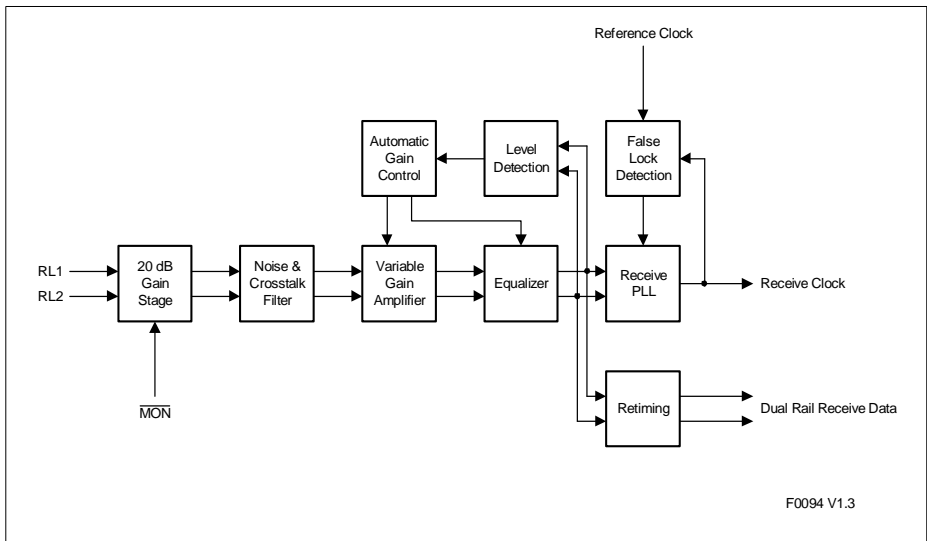 Reference Clock
Automatic
Gain
Control
Level
Detection
False
Lock
Detection
RL1
RL2
20 dB
Gain
Stage
Noise &
Crosstalk
Filter
Variable
Gain
Amplifier
Equalizer
Receive
PLL
Receive Clock
MON
Retiming
Dual Rail Receive Data
F0094 V1.3